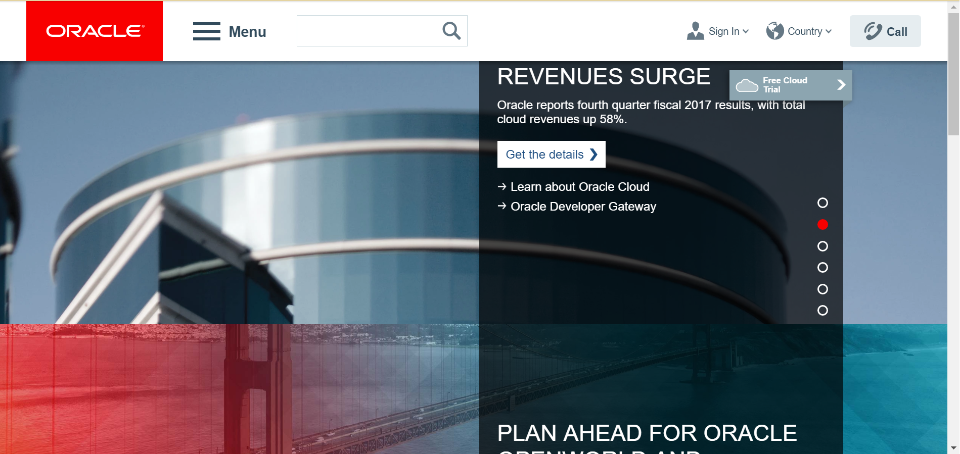 ORACLE®
Menu
Sign In
Country
Call
REVENUES SURGE
Free Cloud
Trial
Oracle reports fourth quarter fiscal 2017 results, with total
cloud revenues up 58%.
Get the details
Learn about Oracle Cloud
Oracle Developer Gateway
PLAN AHEAD FOR ORACLE
OPENWORLD AND